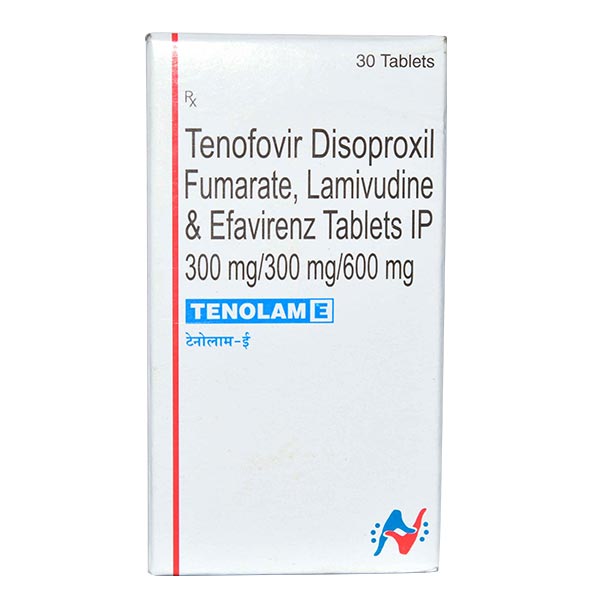 30 Tablets
Rx
Tenofovir Disoproxil
Fumarate, Lamivudine
& Efavirenz Tablets IP
300 mg/300 mg/600 mg
TENOLAM E
टेनोलाम-ई